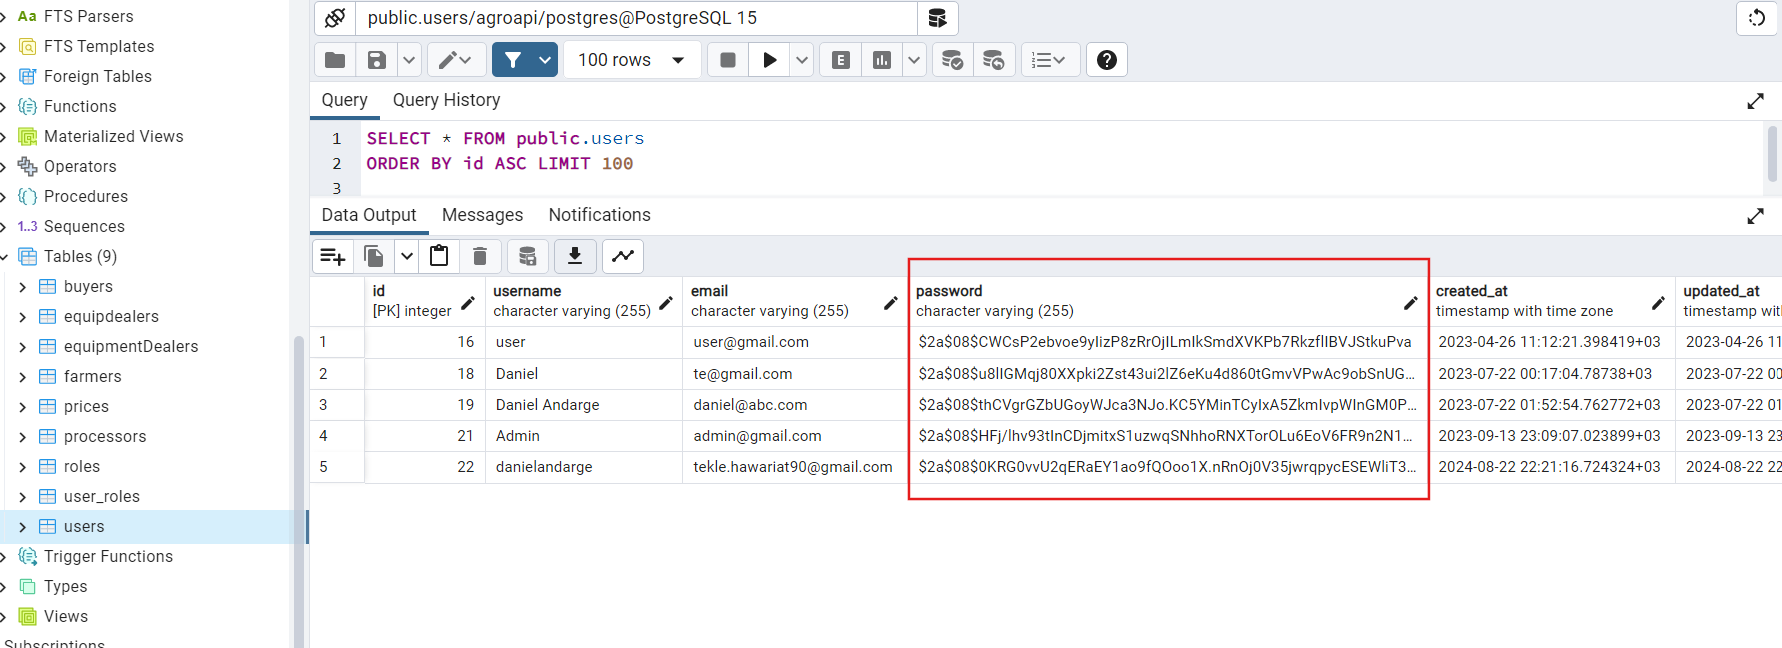 FTS Parsers
FTS Templates
Foreign Tables
Functions
Materialized Views
Operators
Procedures
1..3 Sequences
Tables (9)
buyers
equipdealers
equipmentDealers
farmers
prices
processors
roles
user_roles
users
Trigger Functions
Types
Views
Subscriptions
public.users/agroapi/postgres@PostgreSQL 15
100 rows
E
Query Query History
1 SELECT * FROM public.users
2 ORDER BY id ASC LIMIT 100
3
Data Output Messages Notifications
id username email password created_at updated_at
[PK] integer character varying (255) character varying (255) character varying (255) timestamp with time zone timestamp wit
1 16 user user@gmail.com $2a$08$CWCsP2ebvoe9yIizP8zRrOjILmIkSmdXVKPb7RkzflIBVJStkuPva 2023-04-26 11:12:21.398419+03 2023-04-26 11
2 18 Daniel te@gmail.com $2a$08$u8lIGMqj80XXpki2Zst43ui2lZ6eKu4d860tGmvVPwAc9obSnUG... 2023-07-22 00:17:04.78738+03 2023-07-22 00
3 19 Daniel Andarge daniel@abc.com $2a$08$thCVgrGZbUGoyWJca3NJo.KC5YMinTCyIxA5ZkmIvpWInGM0P... 2023-07-22 01:52:54.762772+03 2023-07-22 01
4 21 Admin admin@gmail.com $2a$08$HFj/lhv93tInCDjmitxS1uzwqSNhhoRNXTorOLu6EoV6FR9n2N1... 2023-09-13 23:09:07.023899+03 2023-09-13 23
5 22 danielandarge tekle.hawariat90@gmail.com $2a$08$0KRG0vvU2qERaEY1ao9fQOoo1X.nRnOj0V35jwrqpycESEWliT3... 2024-08-22 22:21:16.724324+03 2024-08-22 22